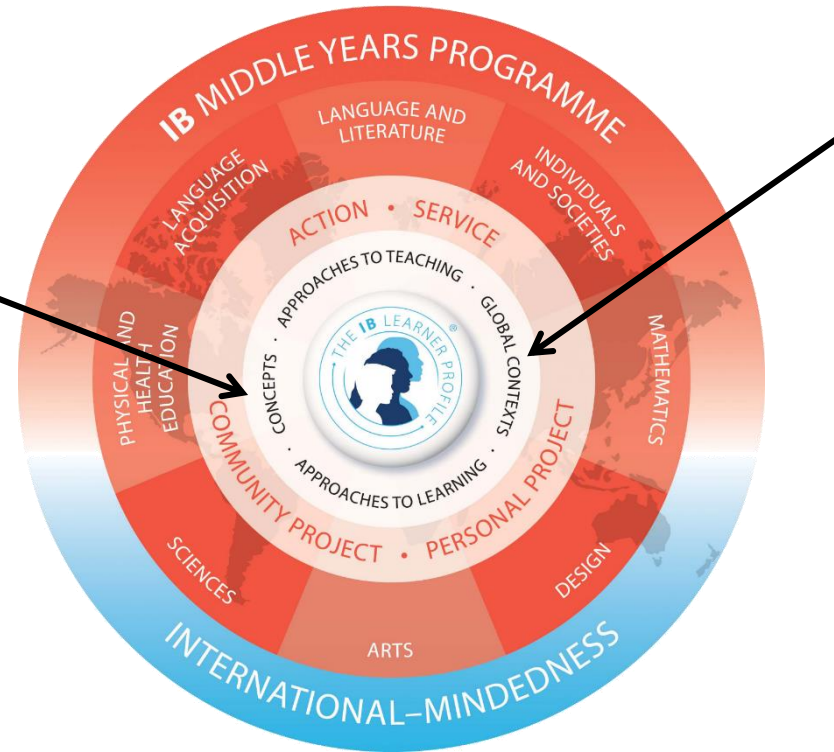 IB MIDDLE YEARS PROGRAMME
LANGUAGE AND
LITERATURE
INDIVIDUALS
AND SOCIETIES
MATHEMATICS
DESIGN
ARTS
SCIENCES
PHYSICAL AND
HEALTH
EDUCATION
LANGUAGE
ACQUISITION
ACTION • SERVICE
COMMUNITY PROJECT • PERSONAL PROJECT
APPROACHES TO TEACHING · GLOBAL CONTEXTS ·
APPROACHES TO LEARNING · CONCEPTS ·
THE IB LEARNER PROFILE ®
INTERNATIONAL–MINDEDNESS